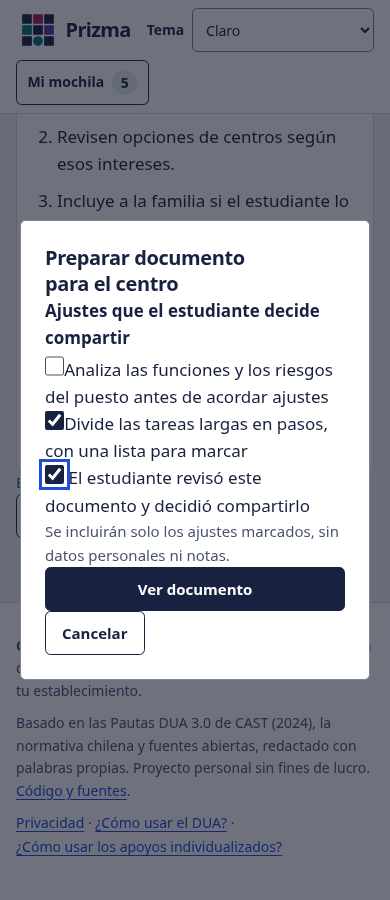 Prizma
Tema
Claro
Mi mochila 5
2. Revisen opciones de centros según
esos intereses.
3. Incluye a la familia si el estudiante lo
Preparar documento
para el centro
Ajustes que el estudiante decide
compartir
Analiza las funciones y los riesgos
del puesto antes de acordar ajustes
Divide las tareas largas en pasos,
con una lista para marcar
El estudiante revisó este
documento y decidió compartirlo
Se incluirán solo los ajustes marcados, sin
datos personales ni notas.
Ver documento
Cancelar
tu establecimiento.
Basado en las Pautas DUA 3.0 de CAST (2024), la
normativa chilena y fuentes abiertas, redactado con
palabras propias. Proyecto personal sin fines de lucro.
Código y fuentes.
Privacidad · ¿Cómo usar el DUA? ·
¿Cómo usar los apoyos individualizados?